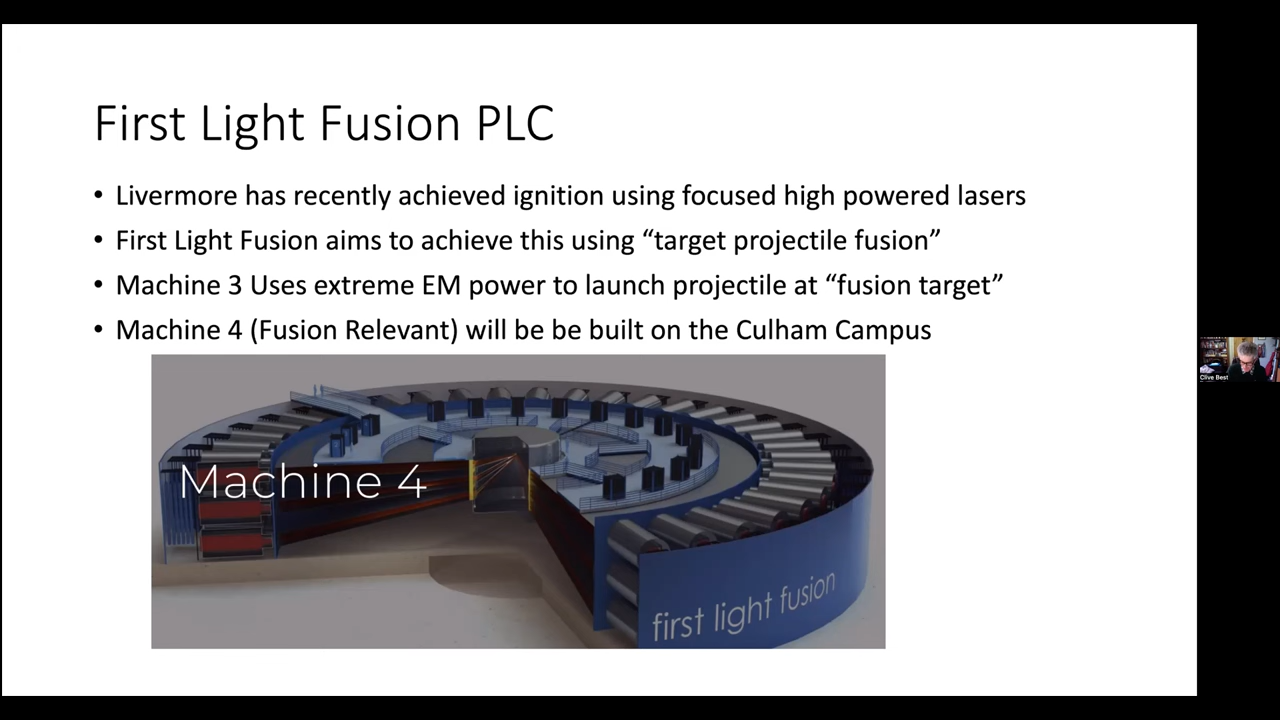 First Light Fusion PLC
• Livermore has recently achieved ignition using focused high powered lasers
• First Light Fusion aims to achieve this using “target projectile fusion”
• Machine 3 Uses extreme EM power to launch projectile at “fusion target”
• Machine 4 (Fusion Relevant) will be be built on the Culham Campus
Machine 4
first light fusion
Clive Best